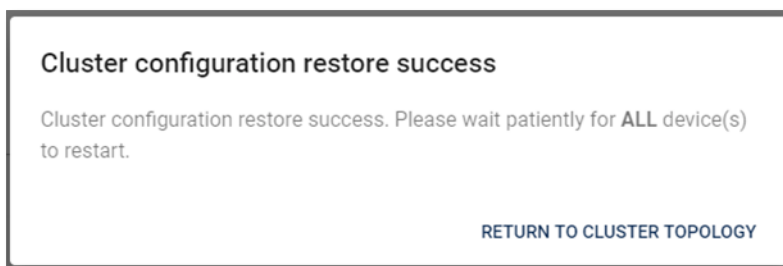 Cluster configuration restore success
Cluster configuration restore success. Please wait patiently for ALL device(s)
to restart.
RETURN TO CLUSTER TOPOLOGY